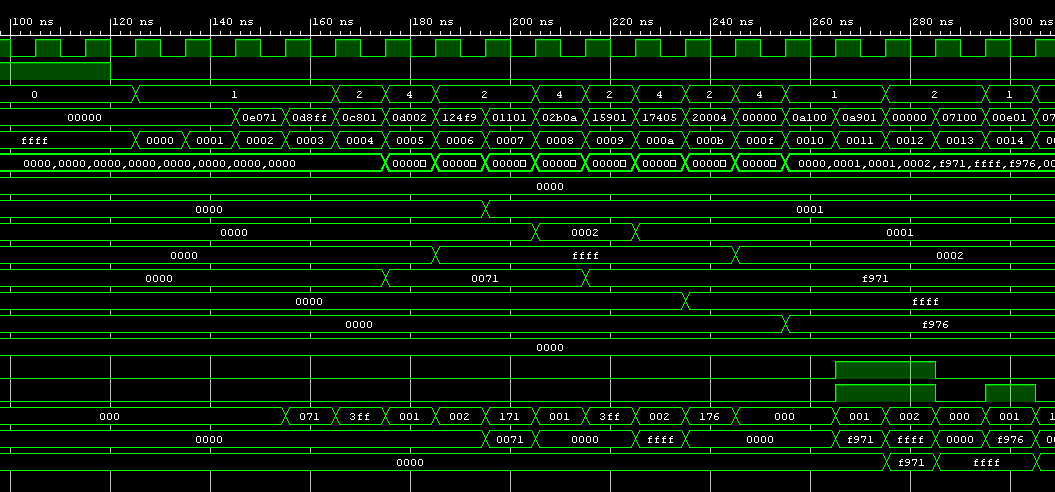 100 ns 120 ns 140 ns 160 ns 180 ns 200 ns 220 ns 240 ns 260 ns 280 ns 300 ns
0 1 2 4 2 4 2 4 2 4 1 2 1
00000 0e071 0d8ff 0c801 0d002 124f9 01101 02b0a 15901 17405 20004 00000 0a100 0a901 00000 07100 00e01 07
ffff 0000 0001 0002 0003 0004 0005 0006 0007 0008 0009 000a 000b 000f 0010 0011 0012 0013 0014 00
0000,0000,0000,0000,0000,0000,0000,0000 0000□ 0000□ 0000□ 0000□ 0000□ 0000□ 0000□ 0000□ 0000,0001,0001,0002,f971,ffff,f976,00
0000
0000 0001
0000 0002 0001
0000 ffff 0002
0000 0071 f971
0000 ffff
0000 f976
0000
000 071 3ff 001 002 171 001 3ff 002 176 000 001 002 000 001 1
0000 0071 0000 ffff 0000 f971 ffff 0000 f976 00
0000 f971 ffff